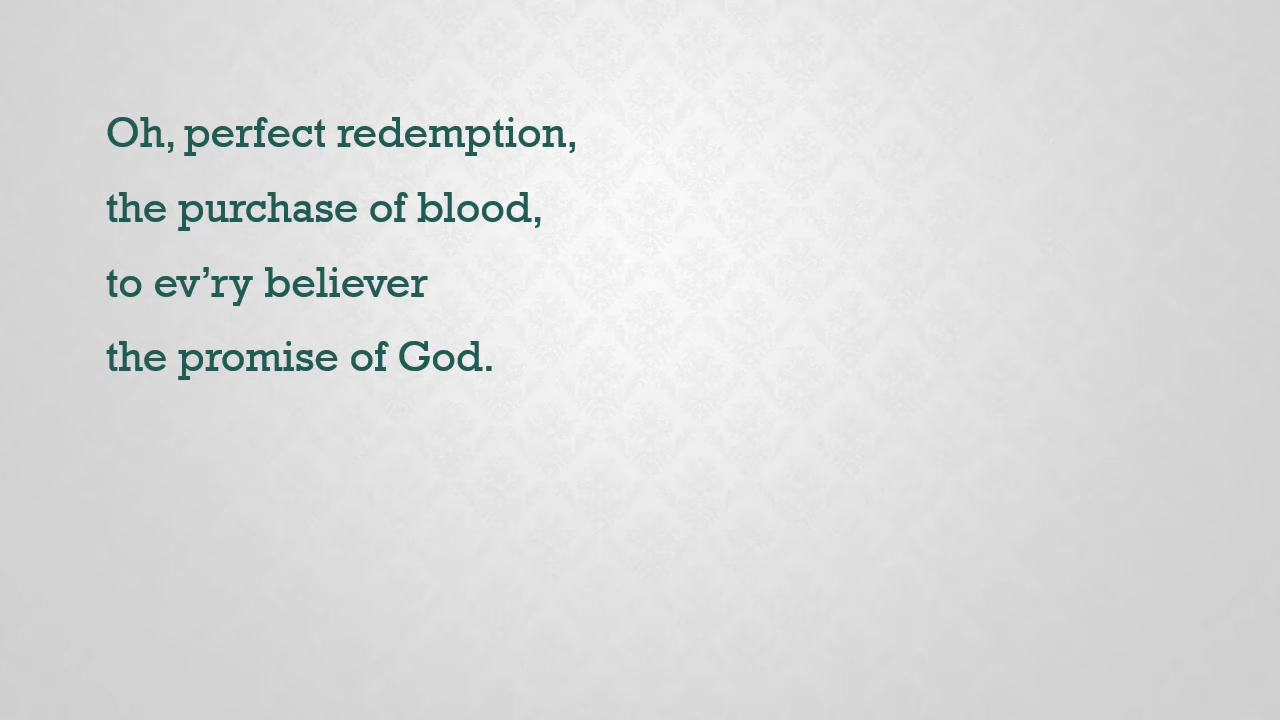 Oh, perfect redemption,
the purchase of blood,
to ev’ry believer
the promise of God.